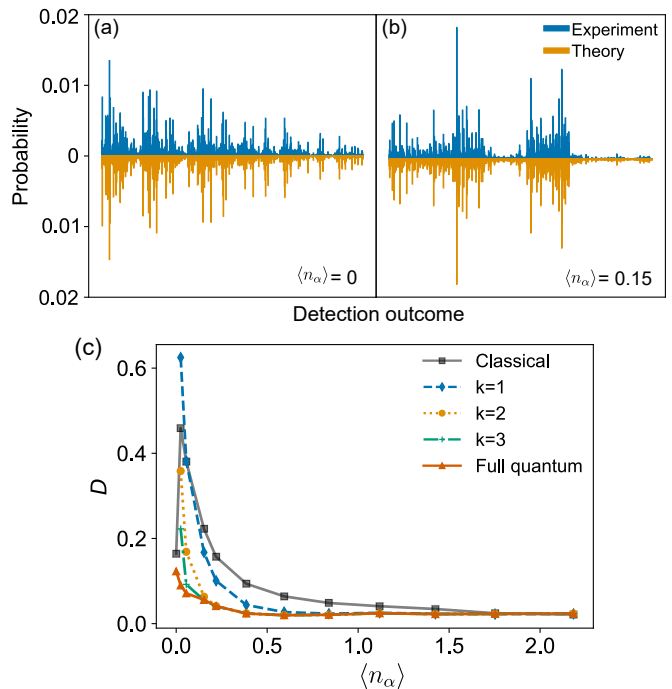 (a)
(b)
Experiment
Theory
Probability
0.02
0.01
0
0.01
0.02
⟨nα⟩ = 0
⟨nα⟩ = 0.15
Detection outcome
(c)
Classical
k=1
k=2
k=3
Full quantum
D
0.6
0.4
0.2
0.0
0.0 0.5 1.0 1.5 2.0
⟨nα⟩